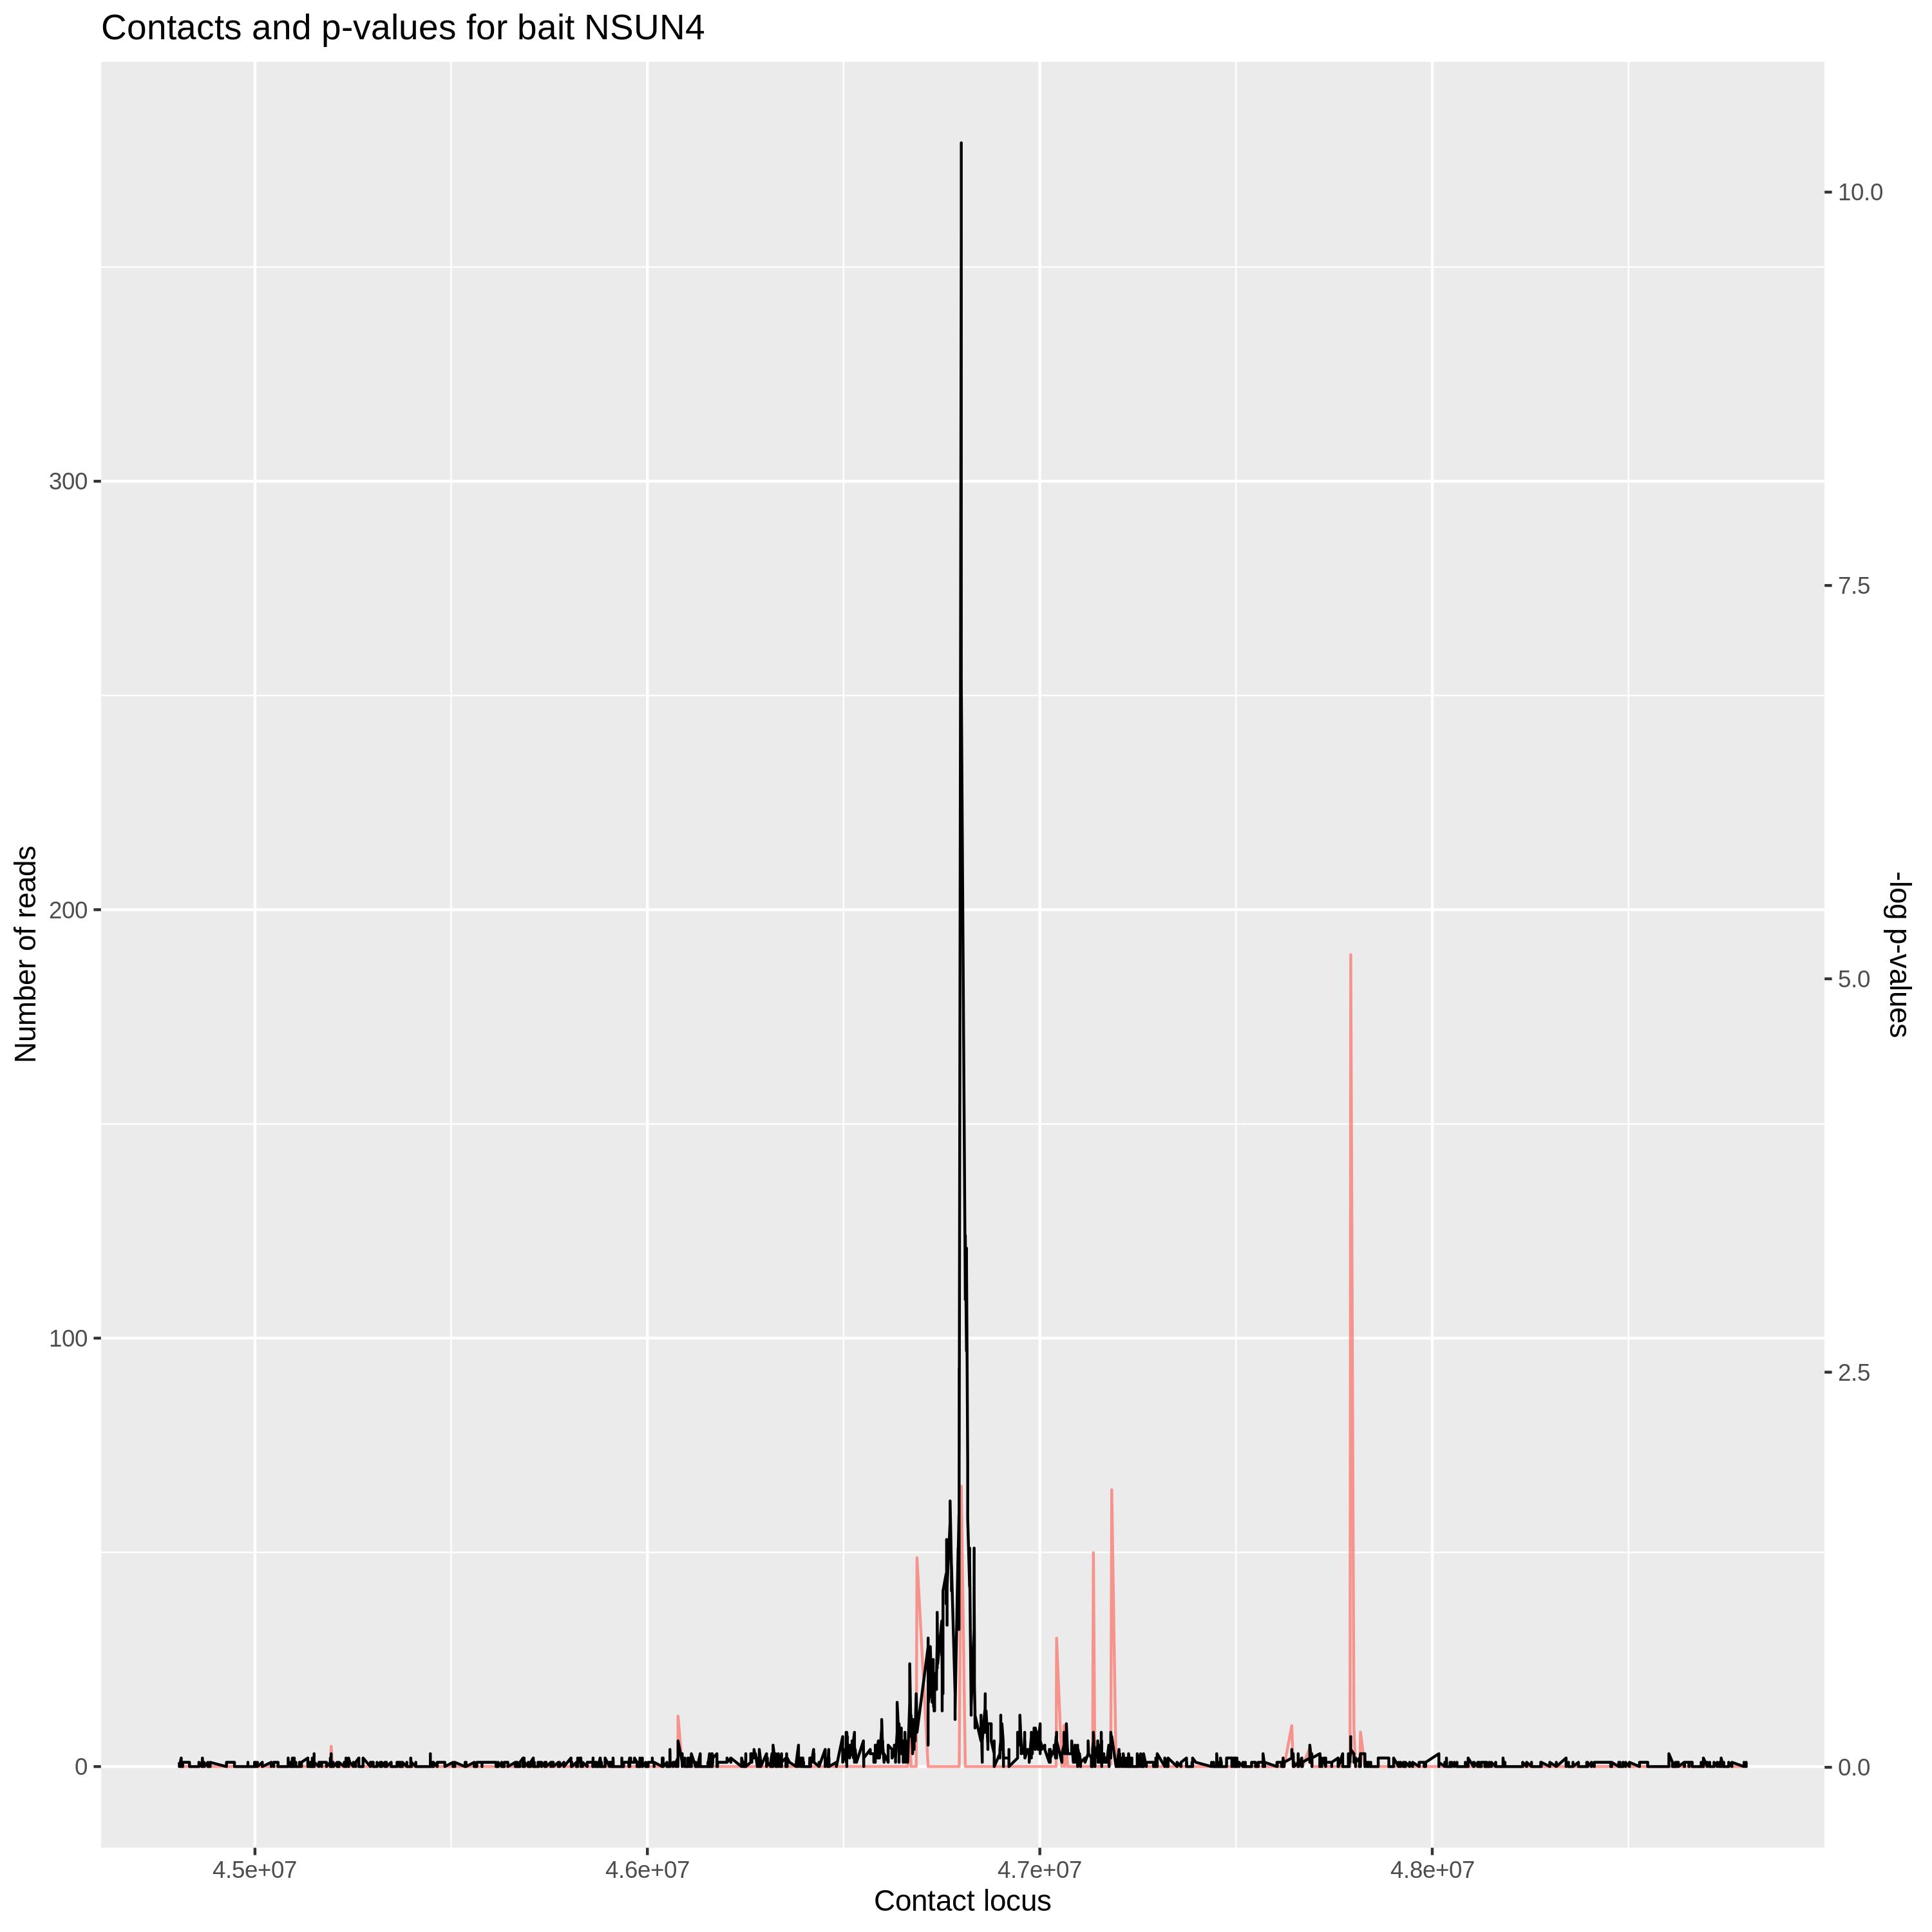 Contacts and p-values for bait NSUN4
Number of reads
300
200
100
0
10.0
7.5
5.0
2.5
0.0
-log p-values
4.5e+07 4.6e+07 4.7e+07 4.8e+07
Contact locus